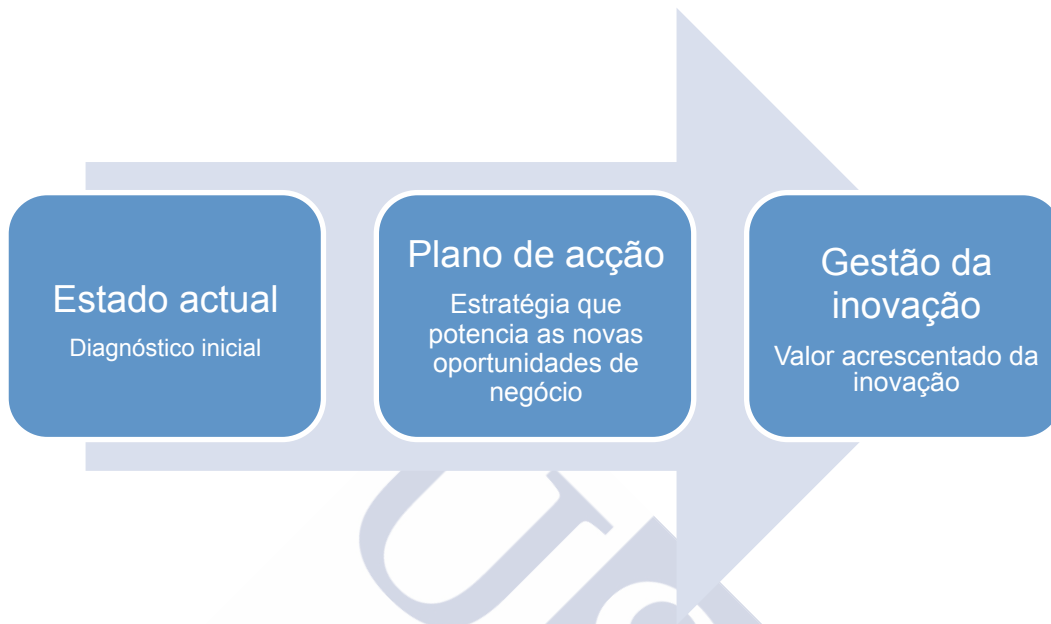 Estado actual
Diagnóstico inicial
Plano de acção
Estratégia que
potencia as novas
oportunidades de
negócio
Gestão da
inovação
Valor acrescentado da
inovação